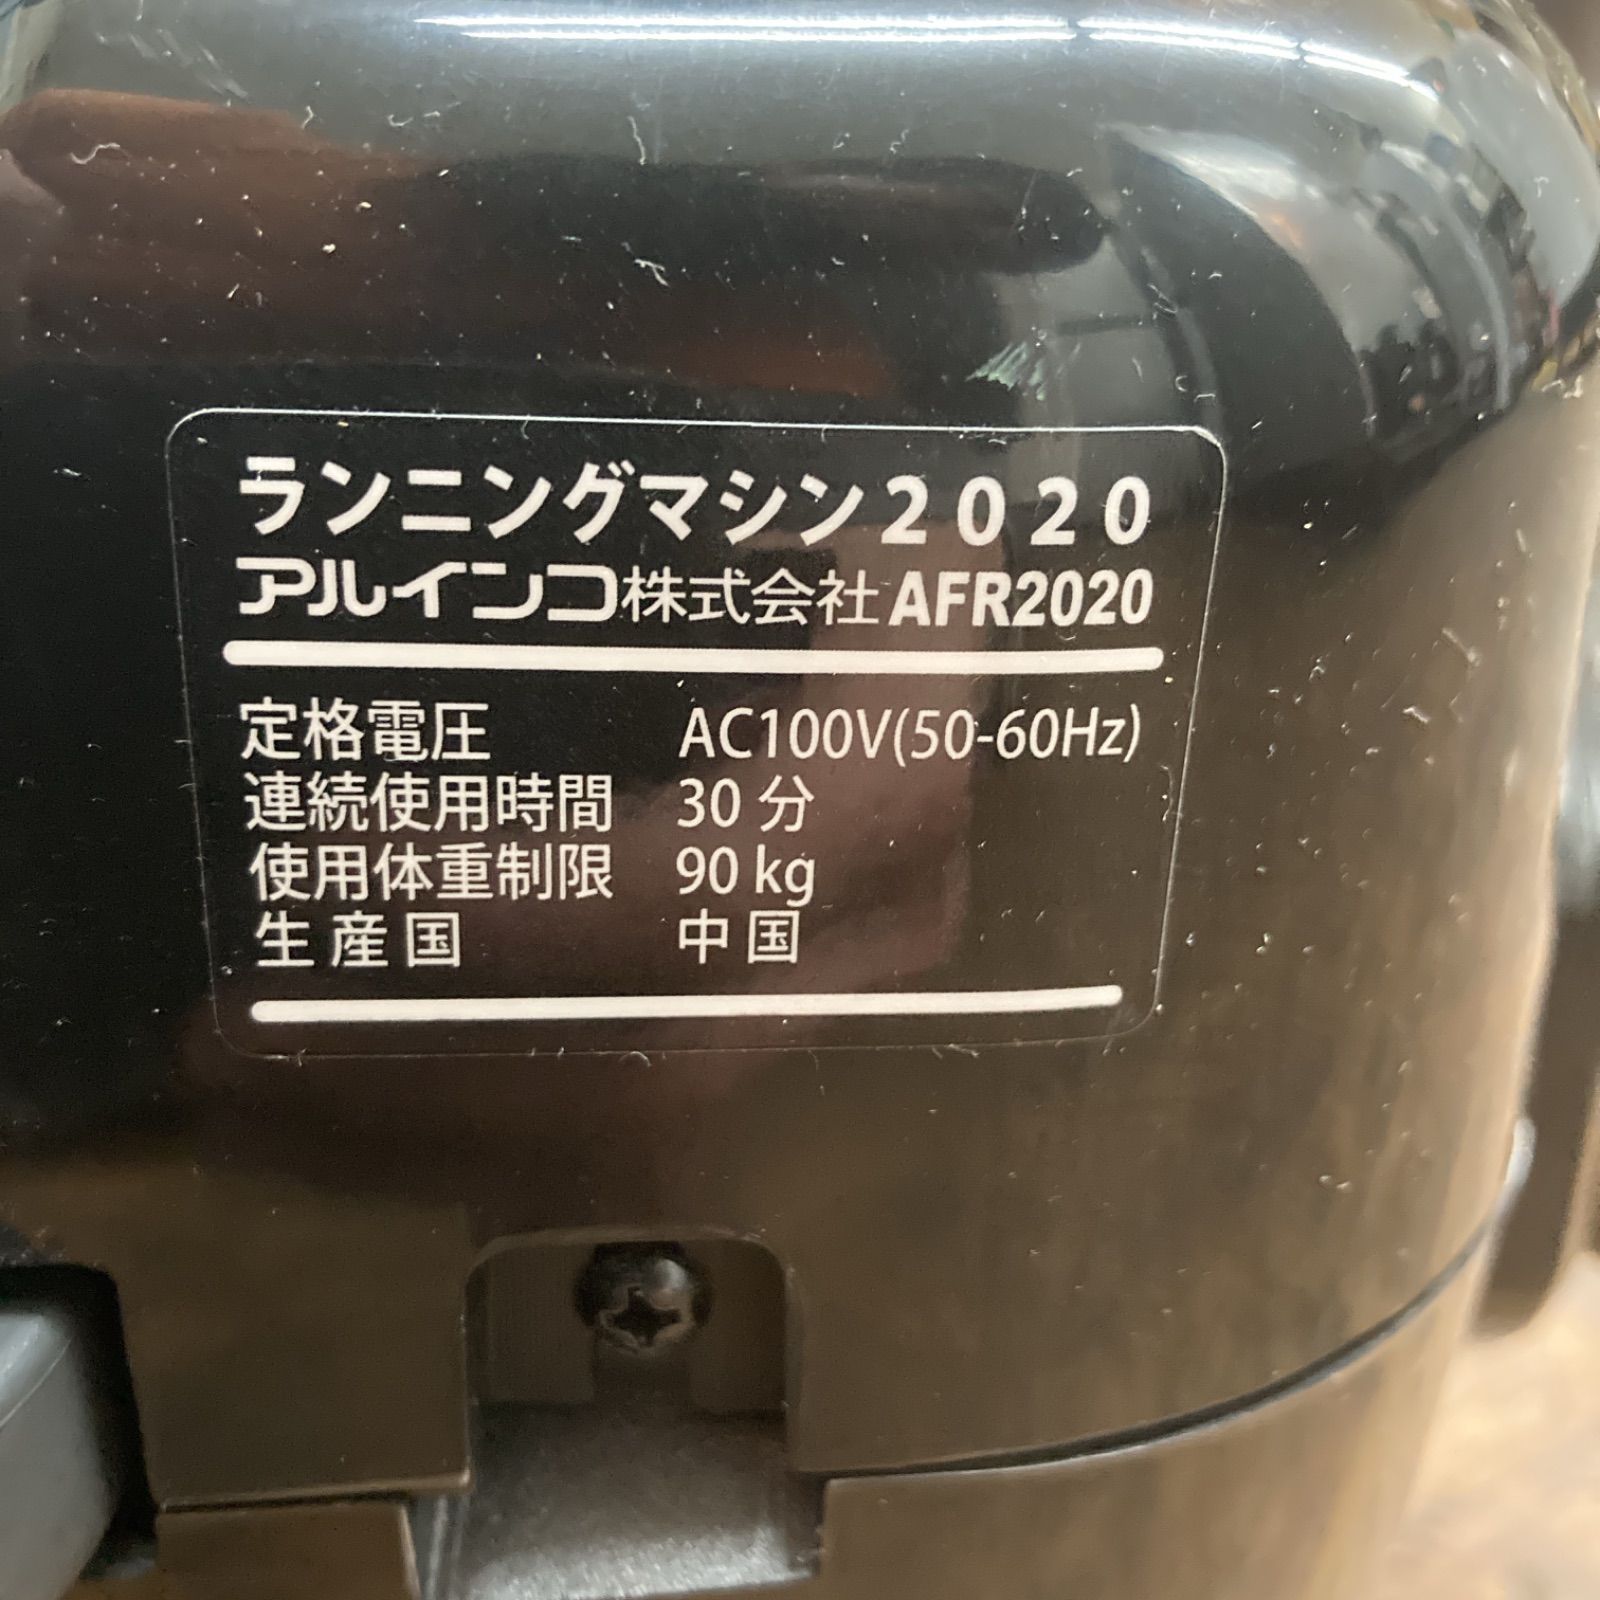 ランニングマシン2020
アルインコ株式会社 AFR2020
定格電圧 AC100V(50-60Hz)
連続使用時間 30 分
使用体重制限 90 kg
生産国 中国